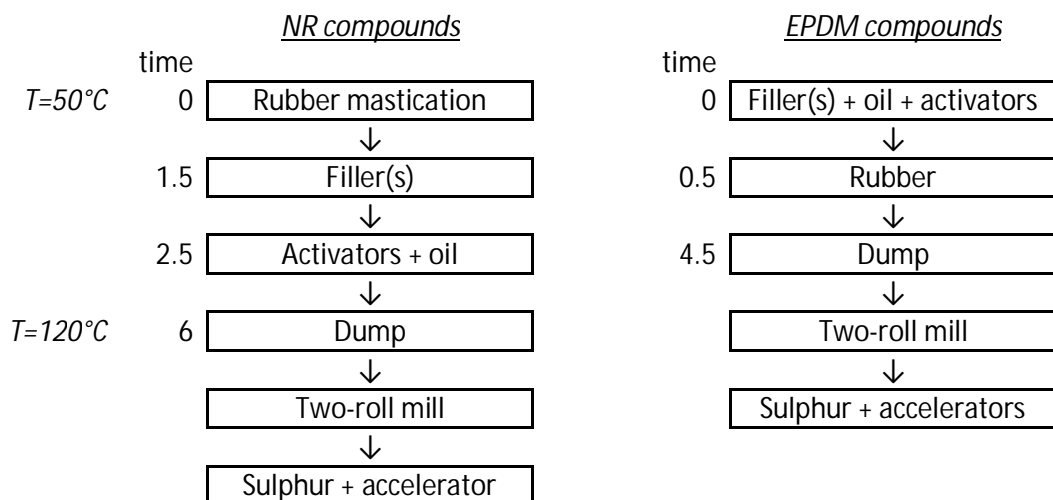 NR compounds
EPDM compounds
time
time
T=50°C 0 Rubber mastication
0 Filler(s) + oil + activators
1.5 Filler(s)
0.5 Rubber
2.5 Activators + oil
4.5 Dump
T=120°C 6 Dump
Two-roll mill
Two-roll mill
Sulphur + accelerators
Sulphur + accelerator